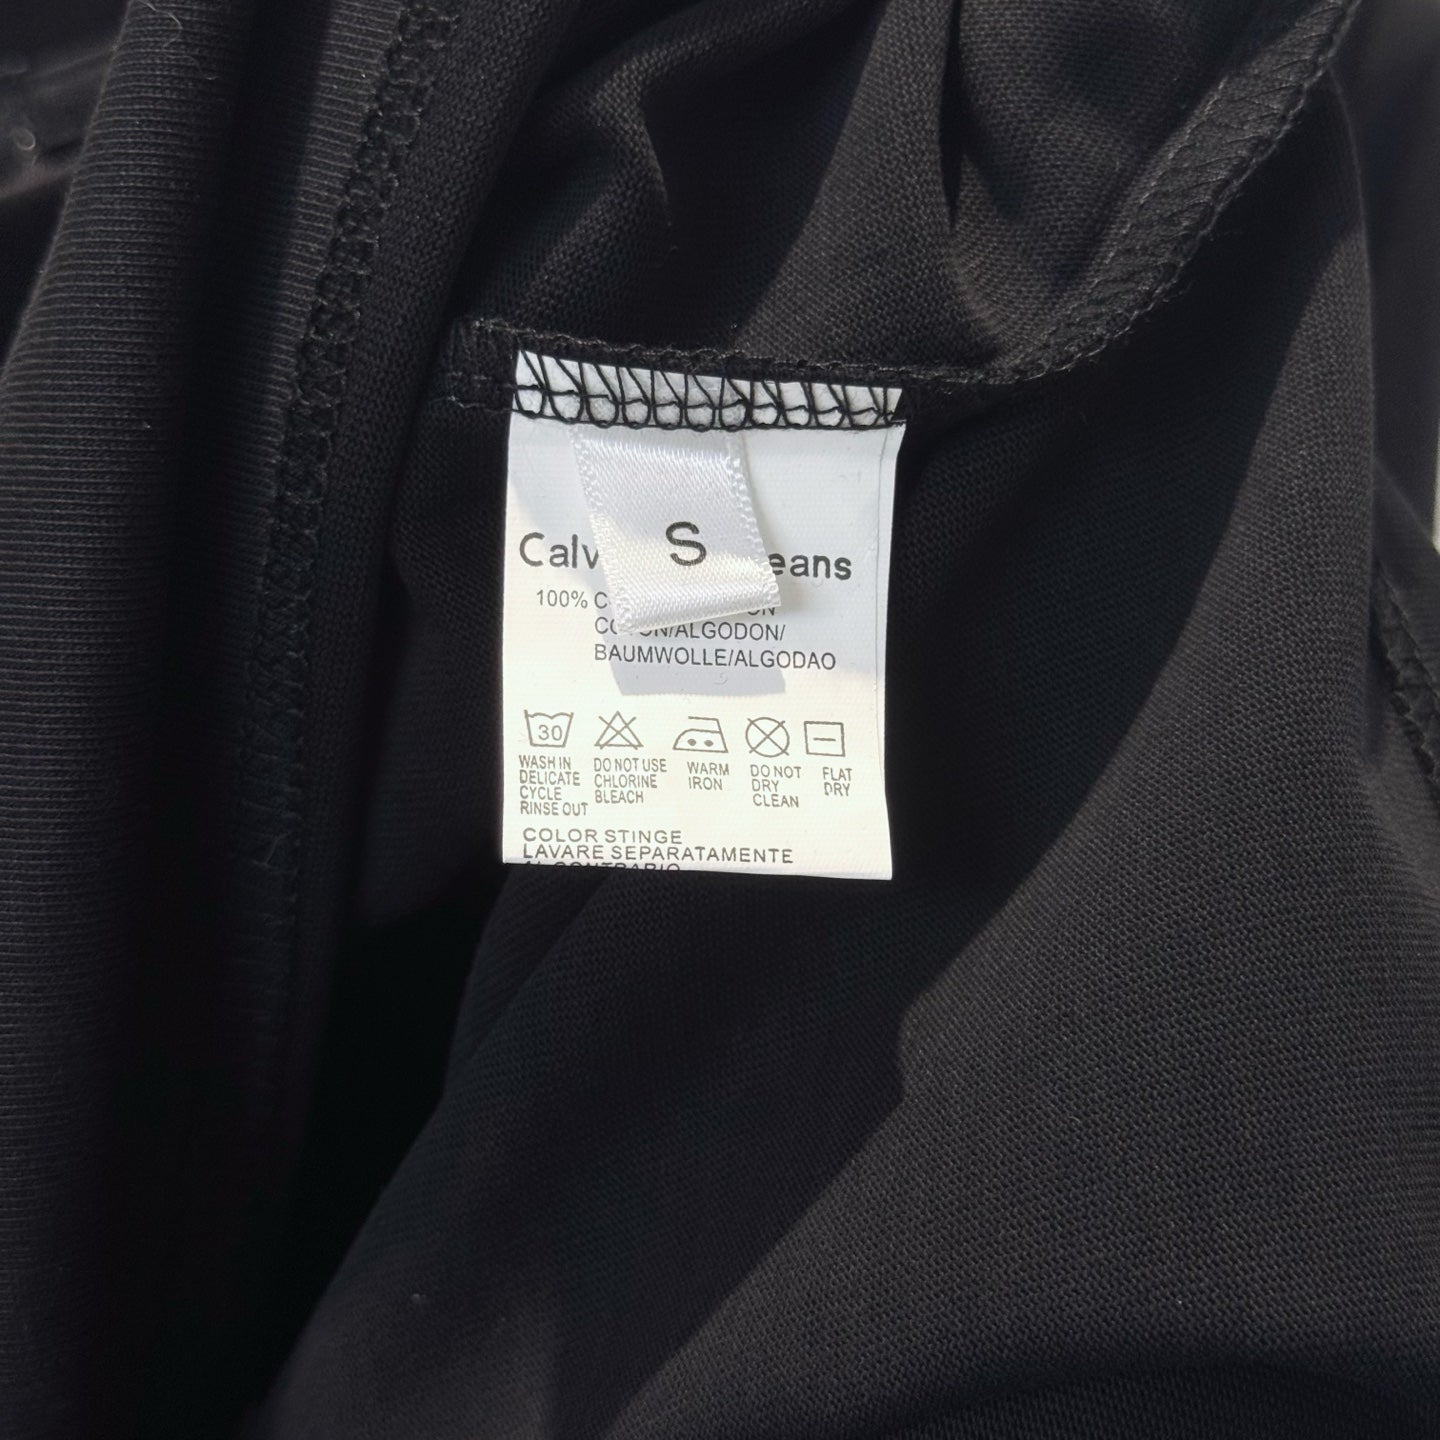 S
Calv eans
100% C ON
COTON/ALGODON/
BAUMWOLLE/ALGODAO
30
WASH IN
DELICATE
CYCLE
RINSE OUT
DO NOT USE
CHLORINE
BLEACH
WARM
IRON
DO NOT
DRY
CLEAN
FLAT
DRY
COLOR STINGE
LAVARE SEPARATAMENTE